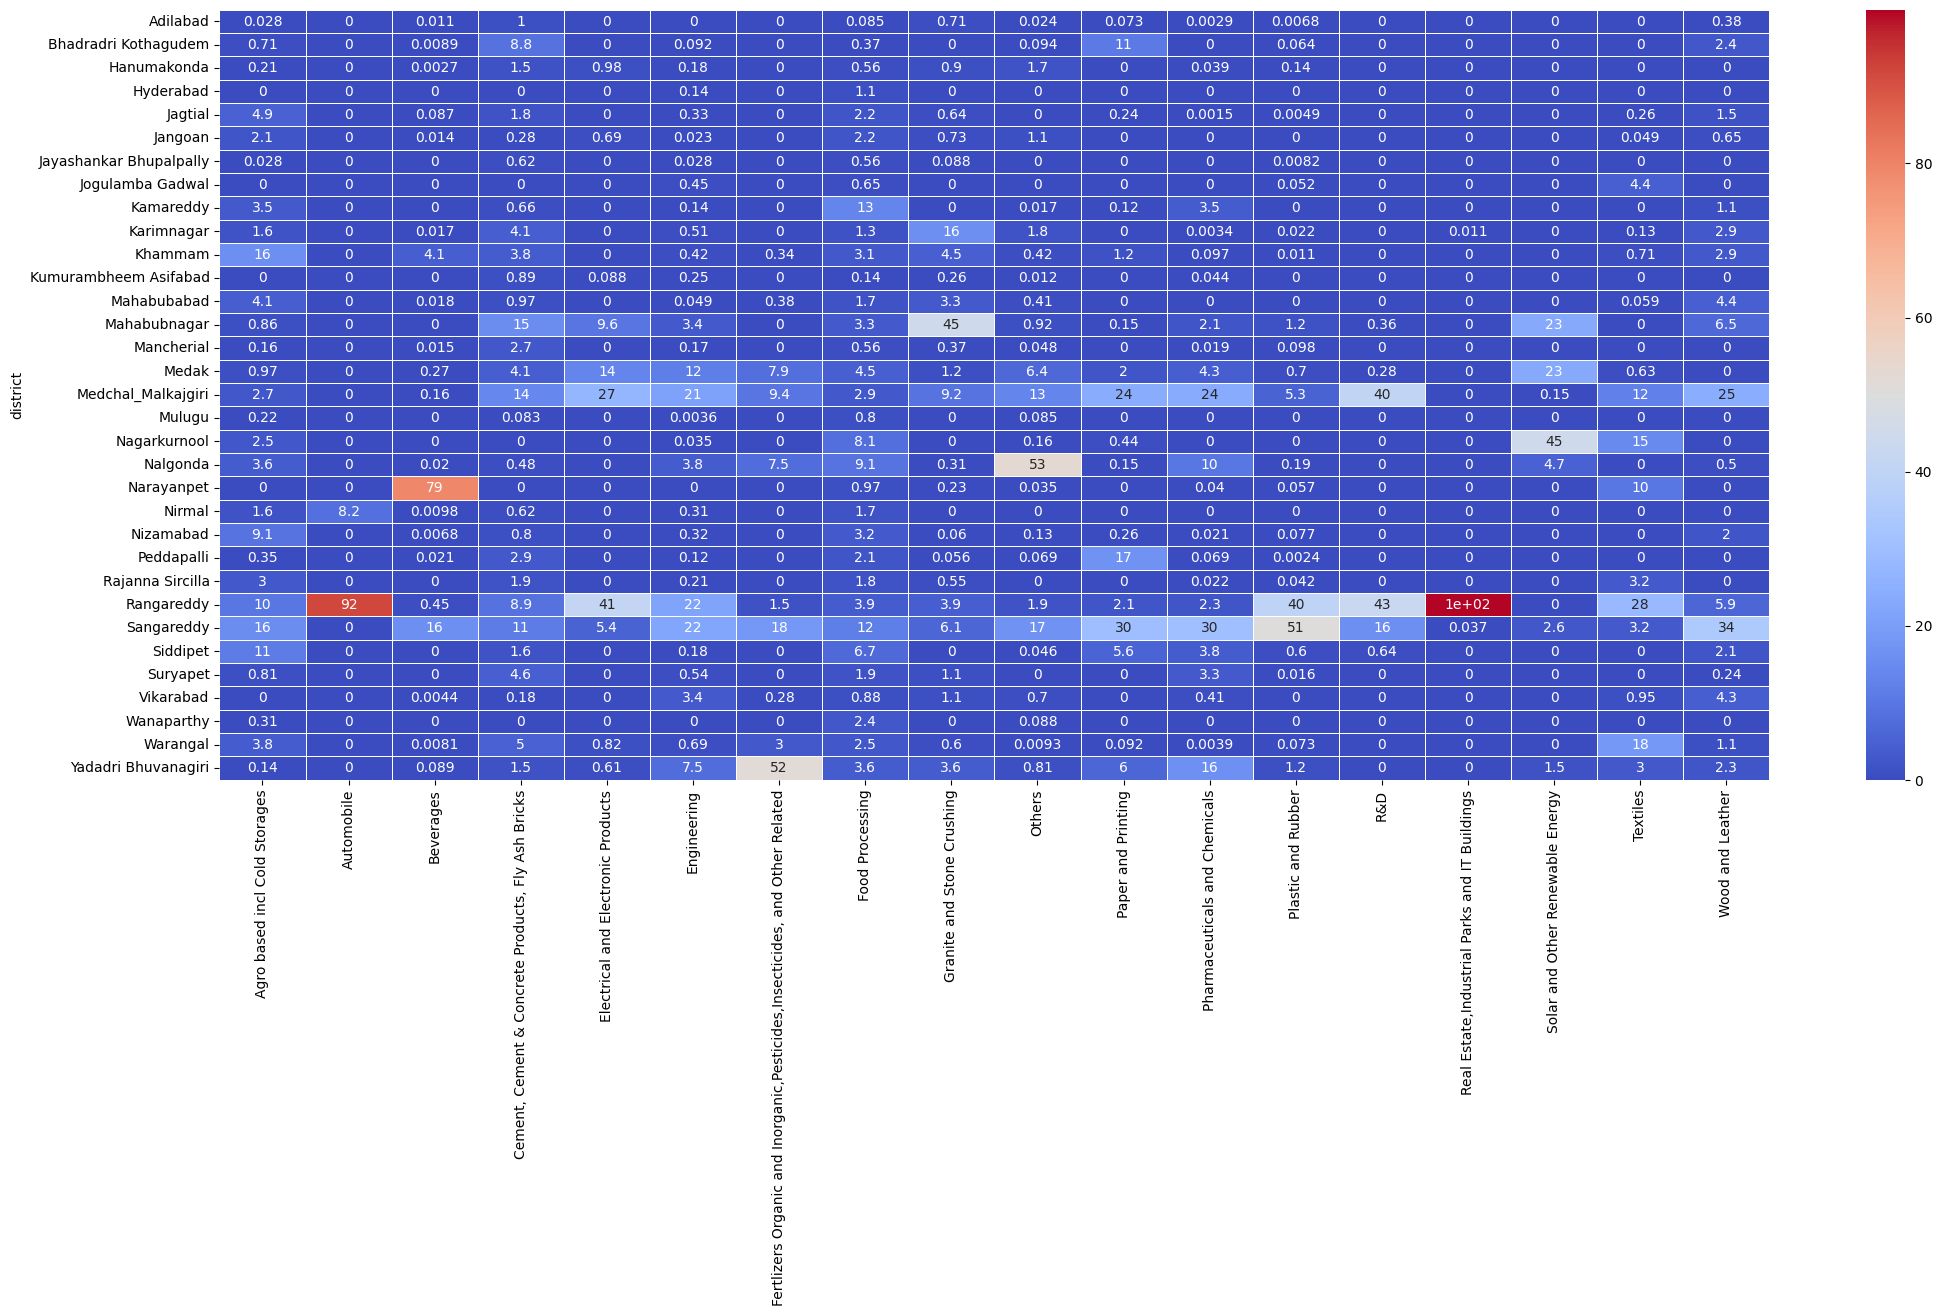 Adilabad 0.028 0 0.011 1 0 0 0 0.085 0.71 0.024 0.073 0.0029 0.0068 0 0 0 0 0.38
Bhadradri Kothagudem 0.71 0 0.0089 8.8 0 0.092 0 0.37 0 0.094 11 0 0.064 0 0 0 0 2.4
Hanumakonda 0.21 0 0.0027 1.5 0.98 0.18 0 0.56 0.9 1.7 0 0.039 0.14 0 0 0 0 0
Hyderabad 0 0 0 0 0 0.14 0 1.1 0 0 0 0 0 0 0 0 0 0
Jagtial 4.9 0 0.087 1.8 0 0.33 0 2.2 0.64 0 0.24 0.0015 0.0049 0 0 0 0.26 1.5
Jangoan 2.1 0 0.014 0.28 0.69 0.023 0 2.2 0.73 1.1 0 0 0 0 0 0 0.049 0.65
Jayashankar Bhupalpally 0.028 0 0 0.62 0 0.028 0 0.56 0.088 0 0 0 0.0082 0 0 0 0 0
Jogulamba Gadwal 0 0 0 0 0 0.45 0 0.65 0 0 0 0 0.052 0 0 0 4.4 0
80
Kamareddy 3.5 0 0 0.66 0 0.14 0 13 0 0.017 0.12 3.5 0 0 0 0 0 1.1
Karimnagar 1.6 0 0.017 4.1 0 0.51 0 1.3 16 1.8 0 0.0034 0.022 0 0.011 0 0.13 2.9
Khammam 16 0 4.1 3.8 0 0.42 0.34 3.1 4.5 0.42 1.2 0.097 0.011 0 0 0 0.71 2.9
Kumurambheem Asifabad 0 0 0 0.89 0.088 0.25 0 0.14 0.26 0.012 0 0.044 0 0 0 0 0 0
Mahabubabad 4.1 0 0.018 0.97 0 0.049 0.38 1.7 3.3 0.41 0 0 0 0 0 0 0.059 4.4
60
Mahabubnagar 0.86 0 0 15 9.6 3.4 0 3.3 45 0.92 0.15 2.1 1.2 0.36 0 23 0 6.5
Mancherial 0.16 0 0.015 2.7 0 0.17 0 0.56 0.37 0.048 0 0.019 0.098 0 0 0 0 0
Medak 0.97 0 0.27 4.1 14 12 7.9 4.5 1.2 6.4 2 4.3 0.7 0.28 0 23 0.63 0
district
Medchal_Malkajgiri 2.7 0 0.16 14 27 21 9.4 2.9 9.2 13 24 24 5.3 40 0 0.15 12 25
Mulugu 0.22 0 0 0.083 0 0.0036 0 0.8 0 0.085 0 0 0 0 0 0 0 0
Nagarkurnool 2.5 0 0 0 0 0.035 0 8.1 0 0.16 0.44 0 0 0 0 45 15 0
Nalgonda 3.6 0 0.02 0.48 0 3.8 7.5 9.1 0.31 53 0.15 10 0.19 0 0 4.7 0 0.5
40
Narayanpet 0 0 79 0 0 0 0 0.97 0.23 0.035 0 0.04 0.057 0 0 0 10 0
Nirmal 1.6 8.2 0.0098 0.62 0 0.31 0 1.7 0 0 0 0 0 0 0 0 0 0
Nizamabad 9.1 0 0.0068 0.8 0 0.32 0 3.2 0.06 0.13 0.26 0.021 0.077 0 0 0 0 2
Peddapalli 0.35 0 0.021 2.9 0 0.12 0 2.1 0.056 0.069 17 0.069 0.0024 0 0 0 0 0
Rajanna Sircilla 3 0 0 1.9 0 0.21 0 1.8 0.55 0 0 0.022 0.042 0 0 0 3.2 0
Rangareddy 10 92 0.45 8.9 41 22 1.5 3.9 3.9 1.9 2.1 2.3 40 43 1e+02 0 28 5.9
Sangareddy 16 0 16 11 5.4 22 18 12 6.1 17 30 30 51 16 0.037 2.6 3.2 34
20
Siddipet 11 0 0 1.6 0 0.18 0 6.7 0 0.046 5.6 3.8 0.6 0.64 0 0 0 2.1
Suryapet 0.81 0 0 4.6 0 0.54 0 1.9 1.1 0 0 3.3 0.016 0 0 0 0 0.24
Vikarabad 0 0 0.0044 0.18 0 3.4 0.28 0.88 1.1 0.7 0 0.41 0 0 0 0 0.95 4.3
Wanaparthy 0.31 0 0 0 0 0 0 2.4 0 0.088 0 0 0 0 0 0 0 0
Warangal 3.8 0 0.0081 5 0.82 0.69 3 2.5 0.6 0.0093 0.092 0.0039 0.073 0 0 0 18 1.1
Yadadri Bhuvanagiri 0.14 0 0.089 1.5 0.61 7.5 52 3.6 3.6 0.81 6 16 1.2 0 0 1.5 3 2.3
0
Agro based incl Cold Storages
Automobile
Beverages
Cement, Cement & Concrete Products, Fly Ash Bricks
Electrical and Electronic Products
Engineering
Fertlizers Organic and Inorganic,Pesticides,Insecticides, and Other Related
Food Processing
Granite and Stone Crushing
Others
Paper and Printing
Pharmaceuticals and Chemicals
Plastic and Rubber
R&D
Real Estate,Industrial Parks and IT Buildings
Solar and Other Renewable Energy
Textiles
Wood and Leather